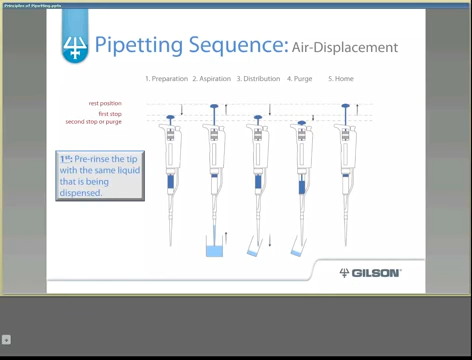 Principles of Pipetting.pptx
Pipetting Sequence: Air-Displacement
1. Preparation 2. Aspiration 3. Distribution 4. Purge 5. Home
rest position
first stop
second stop or purge
1st: Pre-rinse the tip
with the same liquid
that is being
dispensed.
GILSON